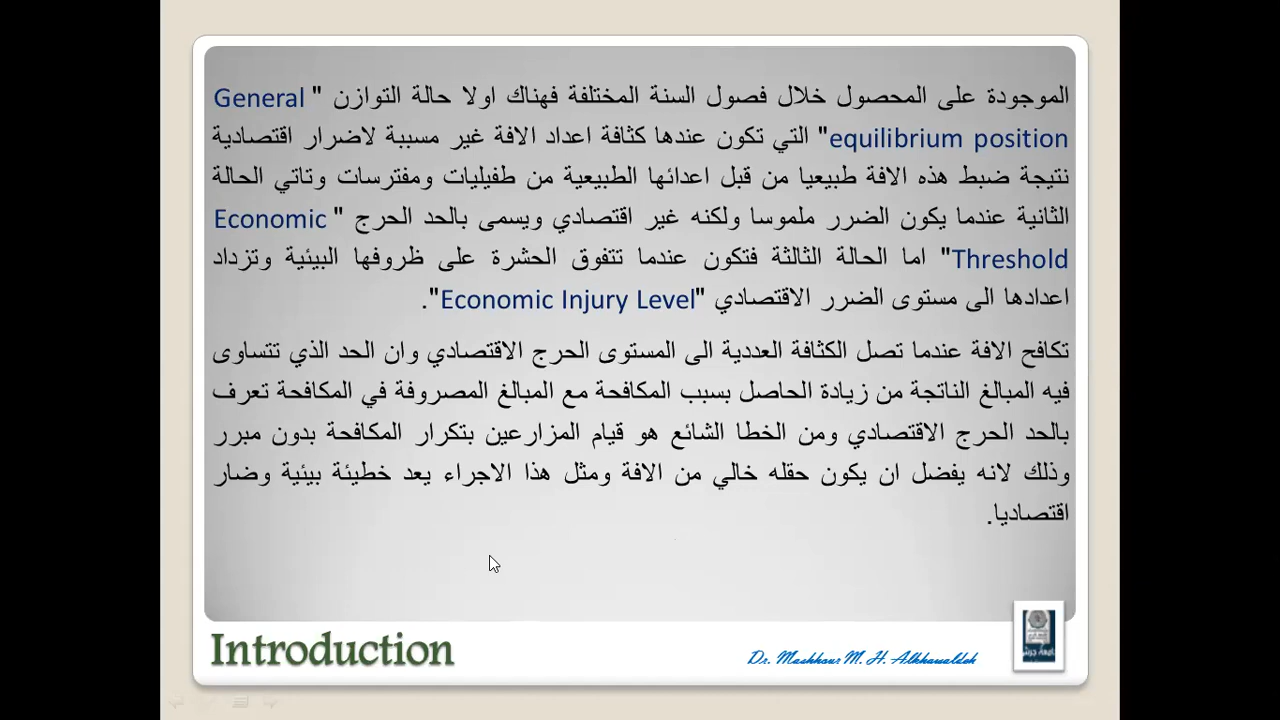 الموجودة على المحصول خلال فصول السنة المختلفة فهناك اولا حالة التوازن " General
equilibrium position" التي تكون عندها كثافة اعداد الافة غير مسببة لاضرار اقتصادية
نتيجة ضبط هذه الافة طبيعيا من قبل اعدائها الطبيعية من طفيليات ومفترسات وتاتي الحالة
الثانية عندما يكون الضرر ملموسا ولكنه غير اقتصادي ويسمى بالحد الحرج " Economic
Threshold" اما الحالة الثالثة فتكون عندما تتفوق الحشرة على ظروفها البيئية وتزداد
اعدادها الى مستوى الضرر الاقتصادي "Economic Injury Level".
تكافح الافة عندما تصل الكثافة العددية الى المستوى الحرج الاقتصادي وان الحد الذي تتساوى
فيه المبالغ الناتجة من زيادة الحاصل بسبب المكافحة مع المبالغ المصروفة في المكافحة تعرف
بالحد الحرج الاقتصادي ومن الخطا الشائع هو قيام المزارعين بتكرار المكافحة بدون مبرر
وذلك لانه يفضل ان يكون حقله خالي من الافة ومثل هذا الاجراء يعد خطيئة بيئية وضار
اقتصاديا.
Introduction
Dr. Mashhour M. H. Alkhawaldeh